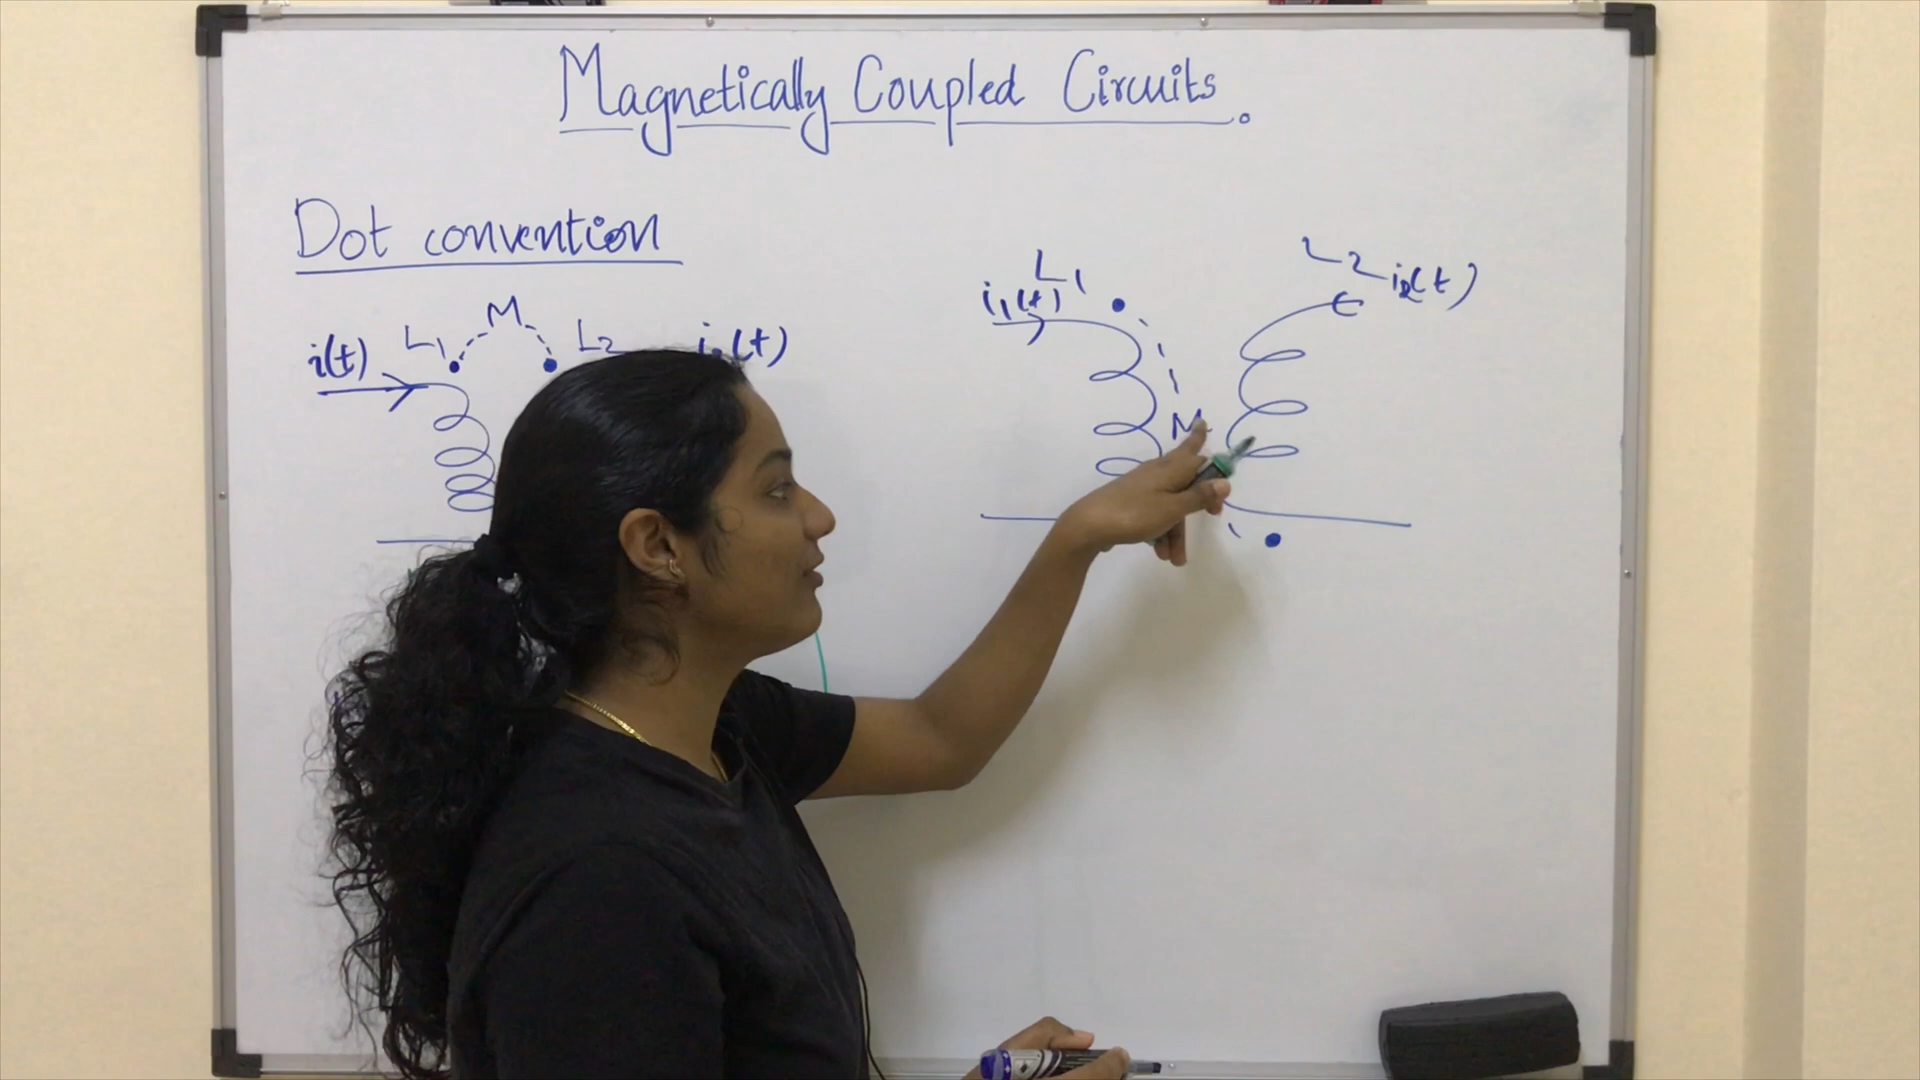 Magnetically Coupled Circuits.
Dot convention
M
L1
L2
i(t)
i2(t)
L1
i1(t)
L2
i2(t)
M